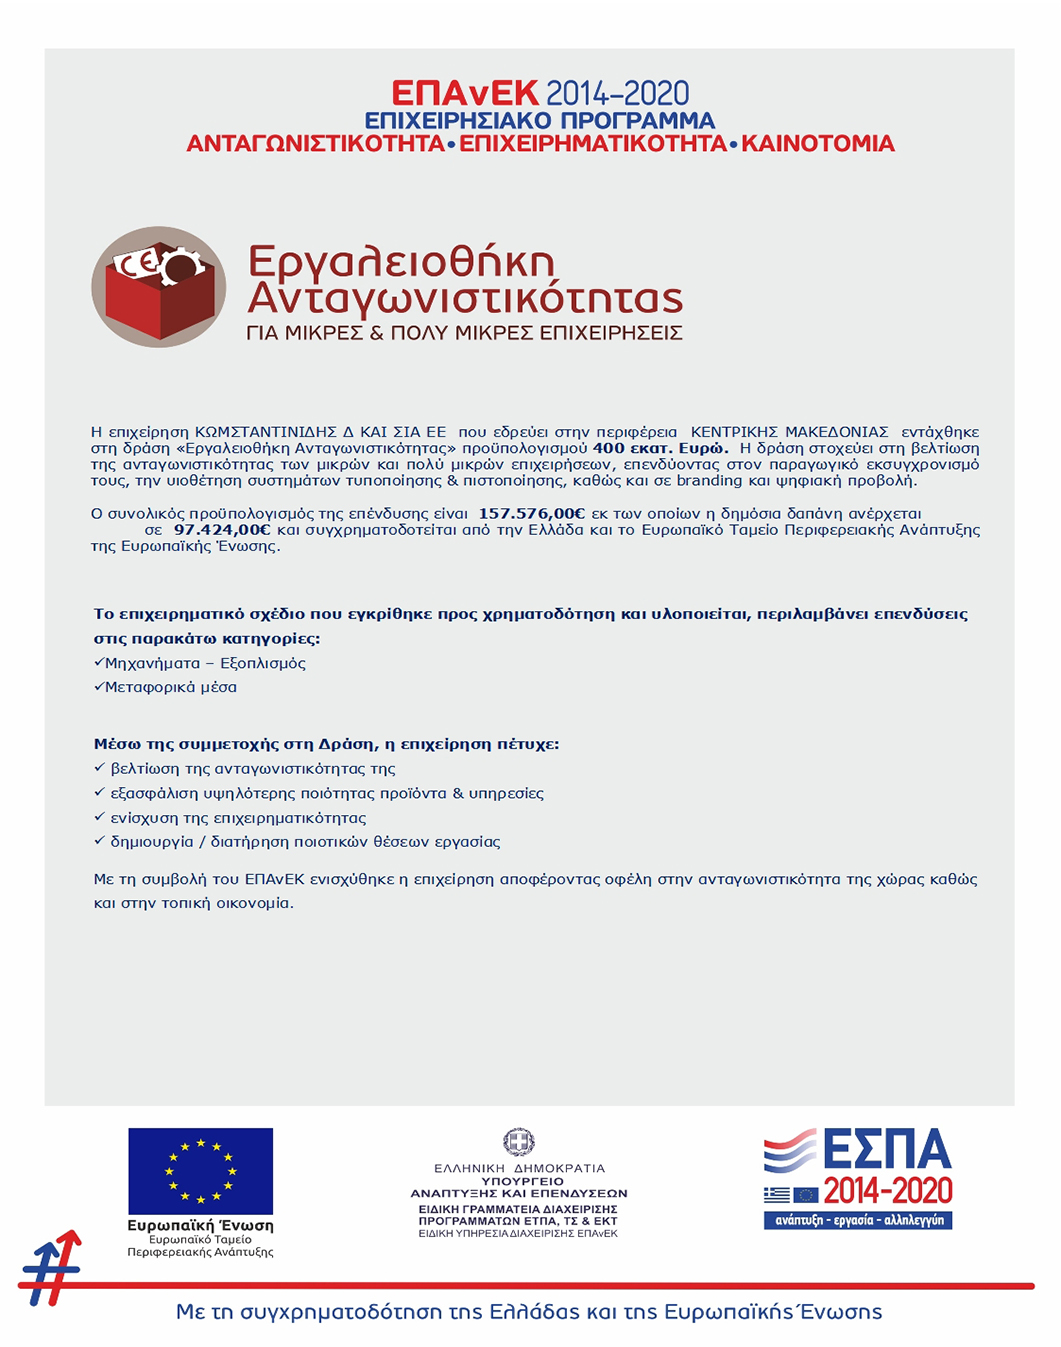 ΕΠΑνΕΚ 2014–2020
ΕΠΙΧΕΙΡΗΣΙΑΚΟ ΠΡΟΓΡΑΜΜΑ
ΑΝΤΑΓΩΝΙΣΤΙΚΟΤΗΤΑ•ΕΠΙΧΕΙΡΗΜΑΤΙΚΟΤΗΤΑ•ΚΑΙΝΟΤΟΜΙΑ
CE
Εργαλειοθήκη
Ανταγωνιστικότητας
ΓΙΑ ΜΙΚΡΕΣ & ΠΟΛΥ ΜΙΚΡΕΣ ΕΠΙΧΕΙΡΗΣΕΙΣ
Η επιχείρηση ΚΩΜΣΤΑΝΤΙΝΙΔΗΣ Δ ΚΑΙ ΣΙΑ ΕΕ που εδρεύει στην περιφέρεια ΚΕΝΤΡΙΚΗΣ ΜΑΚΕΔΟΝΙΑΣ εντάχθηκε
στη δράση «Εργαλειοθήκη Ανταγωνιστικότητας» προϋπολογισμού 400 εκατ. Ευρώ. Η δράση στοχεύει στη βελτίωση
της ανταγωνιστικότητας των μικρών και πολύ μικρών επιχειρήσεων, επενδύοντας στον παραγωγικό εκσυγχρονισμό
τους, την υιοθέτηση συστημάτων τυποποίησης & πιστοποίησης, καθώς και σε branding και ψηφιακή προβολή.
Ο συνολικός προϋπολογισμός της επένδυσης είναι 157.576,00€ εκ των οποίων η δημόσια δαπάνη ανέρχεται
σε 97.424,00€ και συγχρηματοδοτείται από την Ελλάδα και το Ευρωπαϊκό Ταμείο Περιφερειακής Ανάπτυξης
της Ευρωπαϊκής Ένωσης.
Το επιχειρηματικό σχέδιο που εγκρίθηκε προς χρηματοδότηση και υλοποιείται, περιλαμβάνει επενδύσεις
στις παρακάτω κατηγορίες:
✓Μηχανήματα – Εξοπλισμός
✓Μεταφορικά μέσα
Μέσω της συμμετοχής στη Δράση, η επιχείρηση πέτυχε:
✓ βελτίωση της ανταγωνιστικότητας της
✓ εξασφάλιση υψηλότερης ποιότητας προϊόντα & υπηρεσίες
✓ ενίσχυση της επιχειρηματικότητας
✓ δημιουργία / διατήρηση ποιοτικών θέσεων εργασίας
Με τη συμβολή του ΕΠΑνΕΚ ενισχύθηκε η επιχείρηση αποφέροντας οφέλη στην ανταγωνιστικότητα της χώρας καθώς
και στην τοπική οικονομία.
Ευρωπαϊκή Ένωση
Ευρωπαϊκό Ταμείο
Περιφερειακής Ανάπτυξης
ΕΛΛΗΝΙΚΗ ΔΗΜΟΚΡΑΤΙΑ
ΥΠΟΥΡΓΕΙΟ
ΑΝΑΠΤΥΞΗΣ ΚΑΙ ΕΠΕΝΔΥΣΕΩΝ
ΕΙΔΙΚΗ ΓΡΑΜΜΑΤΕΙΑ ΔΙΑΧΕΙΡΙΣΗΣ
ΠΡΟΓΡΑΜΜΑΤΩΝ ΕΤΠΑ, ΤΣ & ΕΚΤ
ΕΙΔΙΚΗ ΥΠΗΡΕΣΙΑ ΔΙΑΧΕΙΡΙΣΗΣ ΕΠΑνΕΚ
ΕΣΠΑ
2014-2020
ανάπτυξη - εργασία - αλληλεγγύη
Με τη συγχρηματοδότηση της Ελλάδας και της Ευρωπαϊκής Ένωσης